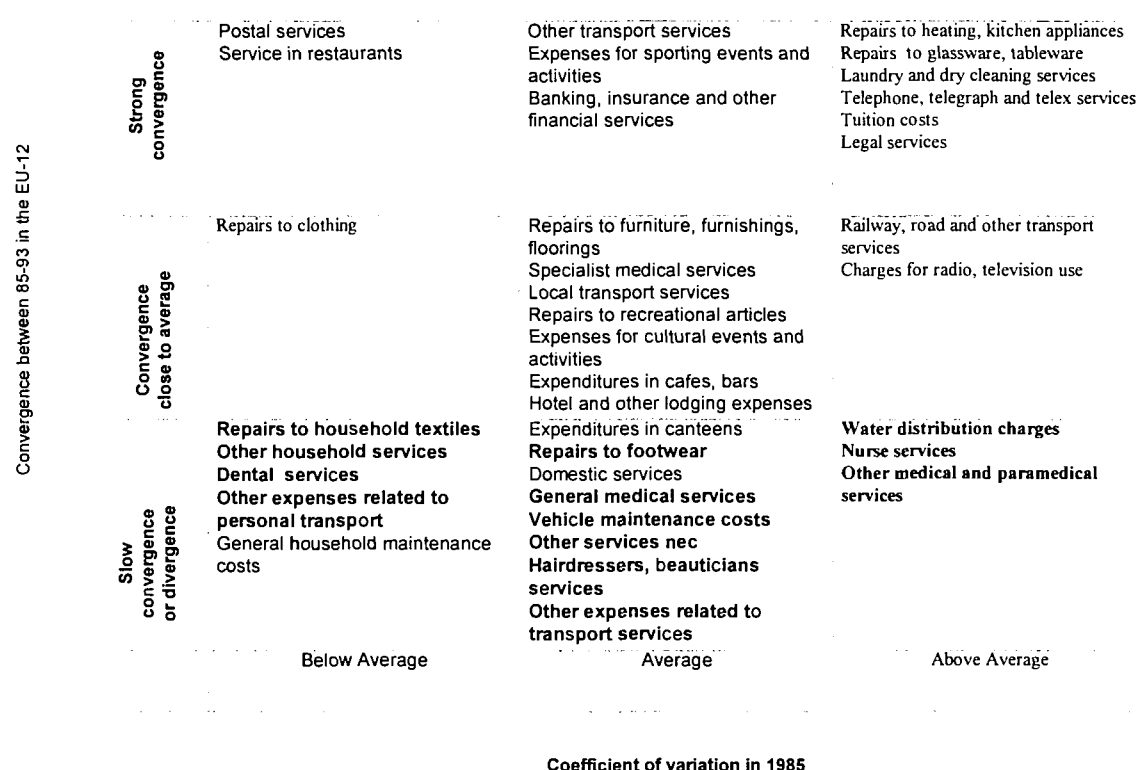 Convergence between 85-93 in the EU-12
Strong
convergence
Postal services
Service in restaurants
Other transport services
Expenses for sporting events and
activities
Banking, insurance and other
financial services
Repairs to heating, kitchen appliances
Repairs to glassware, tableware
Laundry and dry cleaning services
Telephone, telegraph and telex services
Tuition costs
Legal services
Convergence
close to average
Repairs to clothing
Repairs to furniture, furnishings,
floorings
Specialist medical services
Local transport services
Repairs to recreational articles
Expenses for cultural events and
activities
Expenditures in cafes, bars
Hotel and other lodging expenses
Railway, road and other transport
services
Charges for radio, television use
Slow
convergence
or divergence
Repairs to household textiles
Other household services
Dental services
Other expenses related to
personal transport
General household maintenance
costs
Expenditures in canteens
Repairs to footwear
Domestic services
General medical services
Vehicle maintenance costs
Other services nec
Hairdressers, beauticians
services
Other expenses related to
transport services
Water distribution charges
Nurse services
Other medical and paramedical
services
Below Average
Average
Above Average
Coefficient of variation in 1985